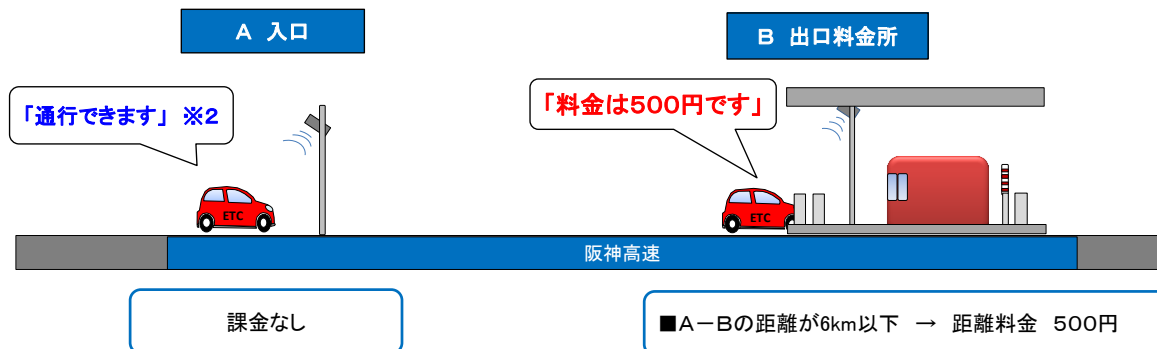 A 入口
B 出口料金所
「通行できます」 ※2
「料金は500円です」
ETC
ETC
阪神高速
課金なし
■A－Bの距離が6km以下 → 距離料金 500円